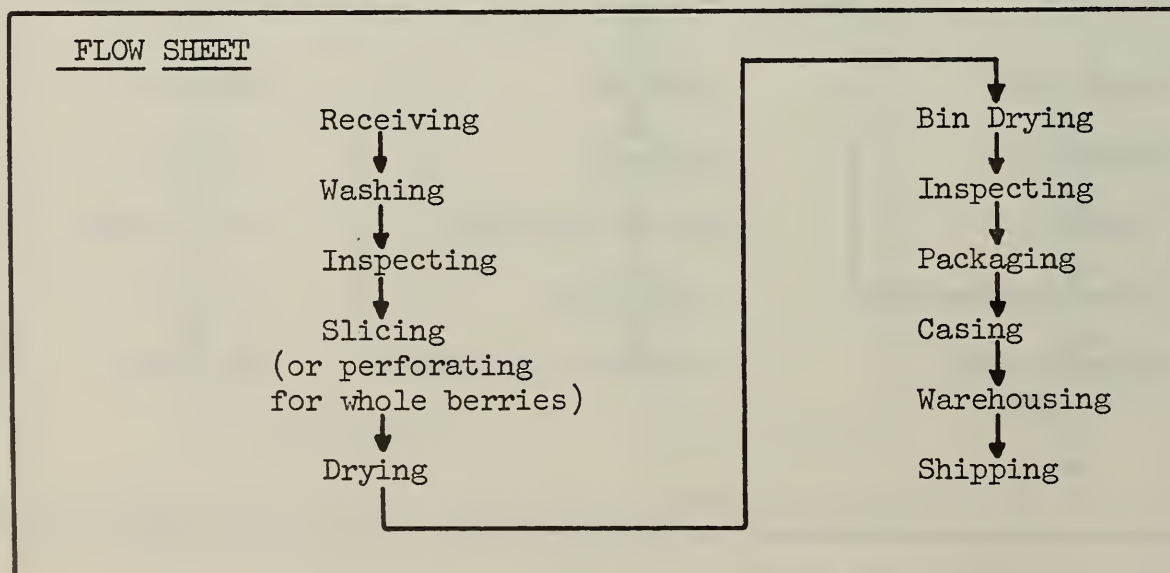 FLOW SHEET
Receiving
Washing
Inspecting
Slicing
(or perforating
for whole berries)
Drying
Bin Drying
Inspecting
Packaging
Casing
Warehousing
Shipping